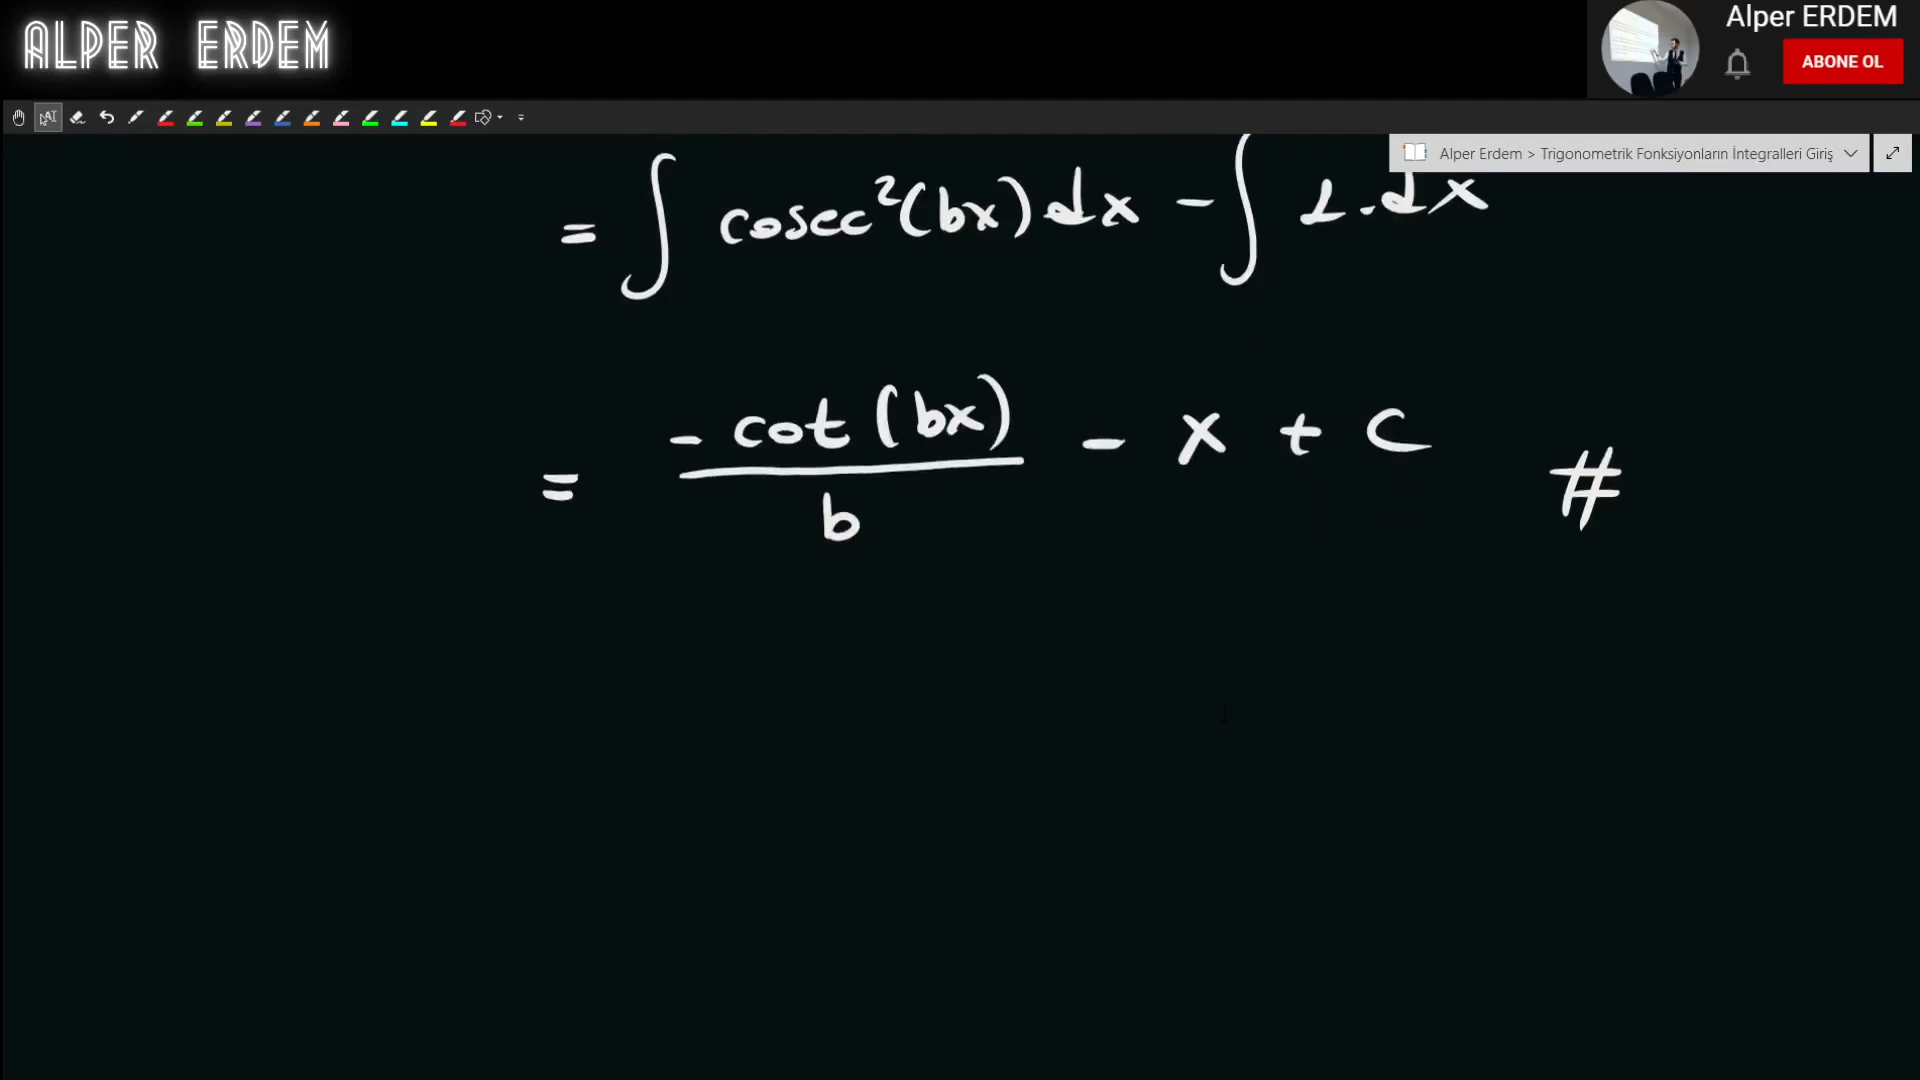 ALPER ERDEM
Alper ERDEM
ABONE OL
Alper Erdem > Trigonometrik Fonksiyonların İntegralleri Giriş
= ∫ cosec²(bx) dx - ∫ 1.dx
= -cot(bx)/b - x + c #